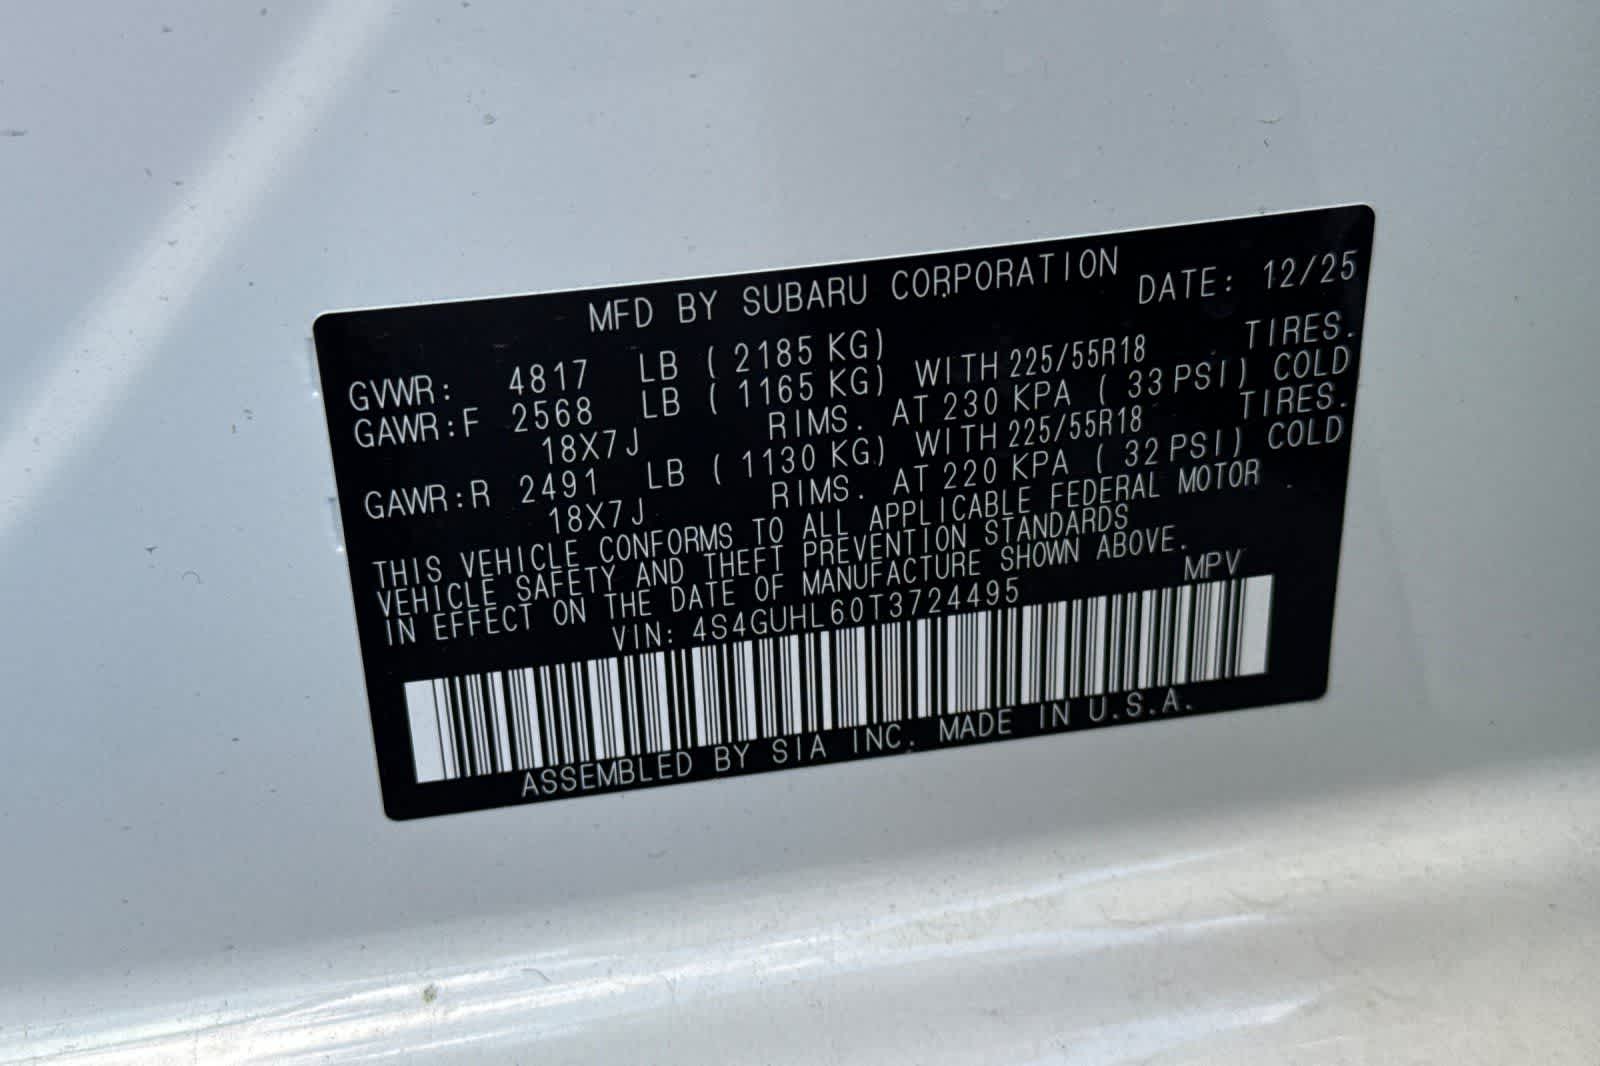 MFD BY SUBARU CORPORATION DATE: 12/25
GVWR: 4817 LB ( 2185 KG)
GAWR:F 2568 LB ( 1165 KG) WITH 225/55R18 TIRES.
18X7J RIMS. AT 230 KPA ( 33 PSI) COLD
GAWR:R 2491 LB ( 1130 KG) WITH 225/55R18 TIRES.
18X7J RIMS. AT 220 KPA ( 32 PSI) COLD
THIS VEHICLE CONFORMS TO ALL APPLICABLE FEDERAL MOTOR
VEHICLE SAFETY AND THEFT PREVENTION STANDARDS
IN EFFECT ON THE DATE OF MANUFACTURE SHOWN ABOVE.
VIN: 4S4GUHL60T3724495 MPV
ASSEMBLED BY SIA INC. MADE IN U.S.A.